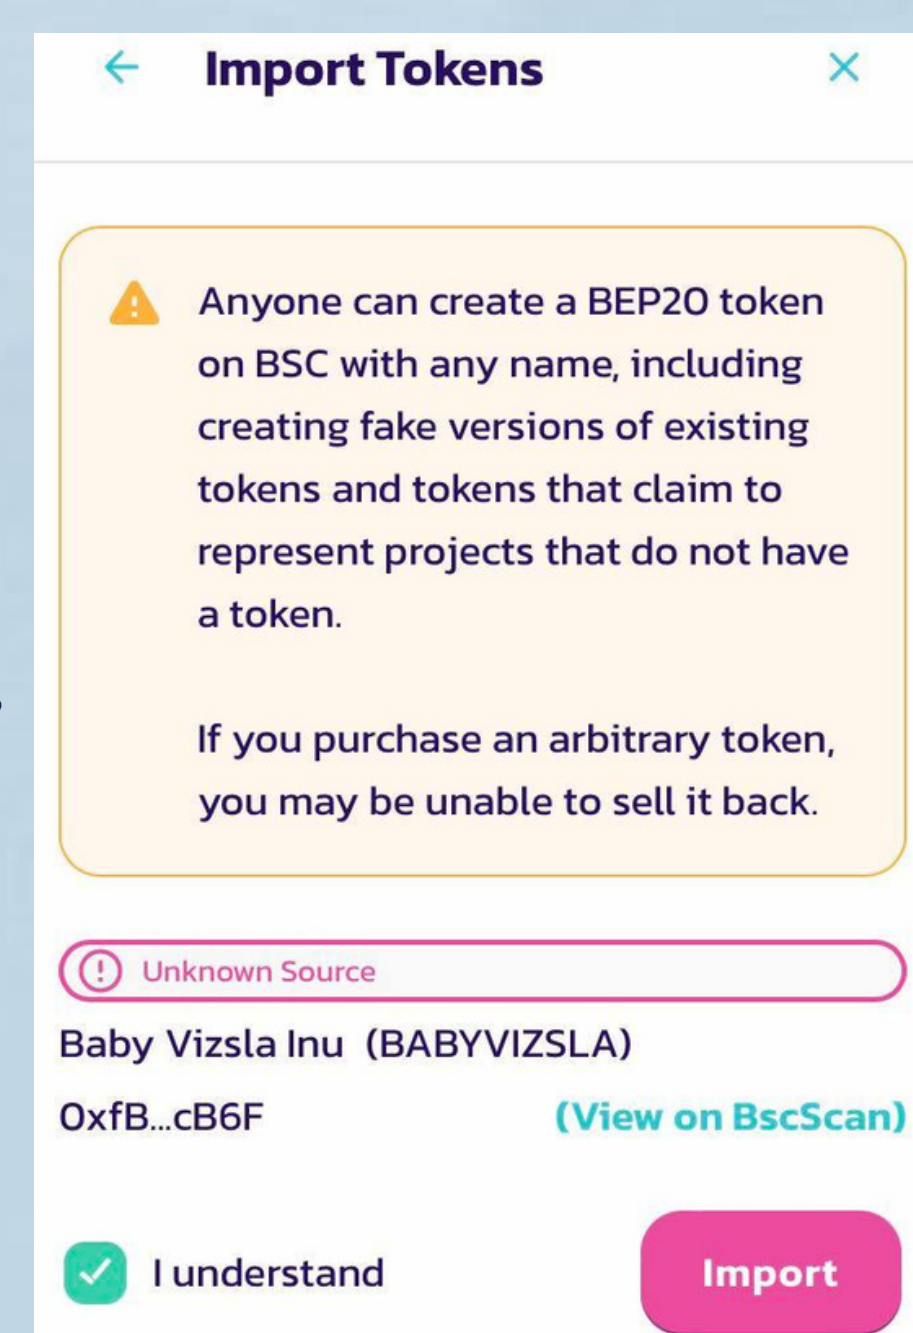 Import Tokens
Anyone can create a BEP20 token
on BSC with any name, including
creating fake versions of existing
tokens and tokens that claim to
represent projects that do not have
a token.
If you purchase an arbitrary token,
you may be unable to sell it back.
Unknown Source
Baby Vizsla Inu (BABYVIZSLA)
0xfB...cB6F (View on BscScan)
I understand
Import